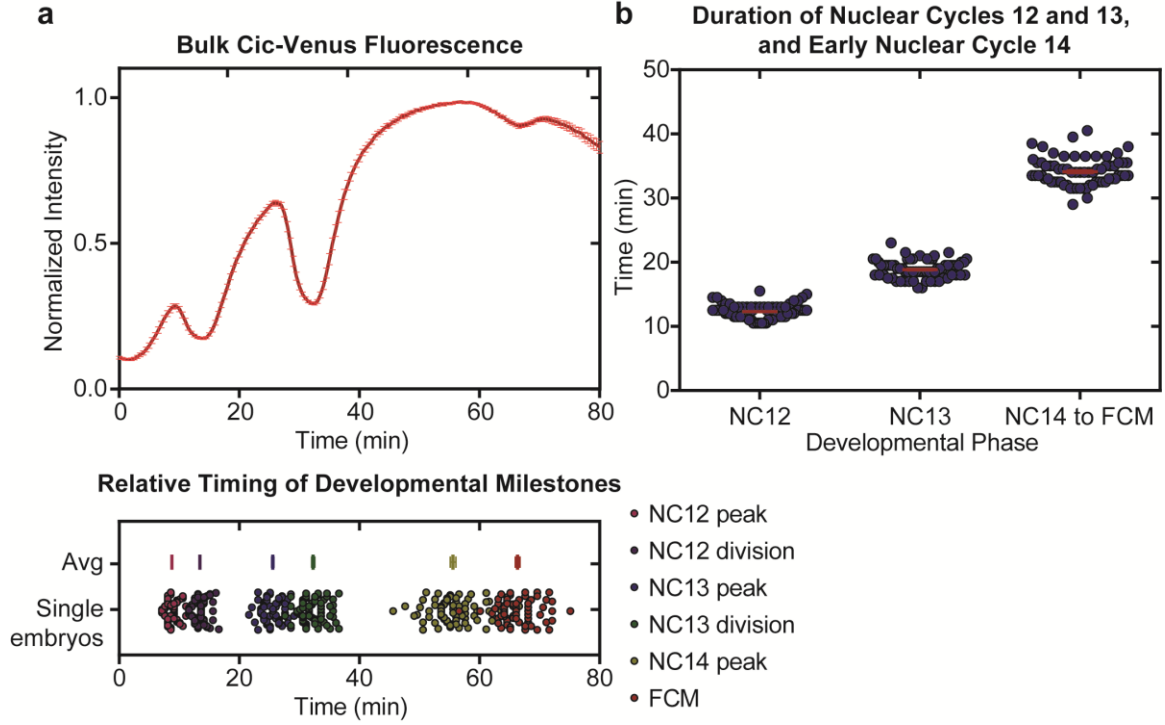 a
Bulk Cic-Venus Fluorescence
1.0
0.5
0.0
Normalized Intensity
0 20 40 60 80
Time (min)
Relative Timing of Developmental Milestones
Avg
Single
embryos
0 20 40 60 80
Time (min)
NC12 peak
NC12 division
NC13 peak
NC13 division
NC14 peak
FCM
b
Duration of Nuclear Cycles 12 and 13,
and Early Nuclear Cycle 14
50
40
30
20
10
0
Time (min)
NC12 NC13 NC14 to FCM
Developmental Phase